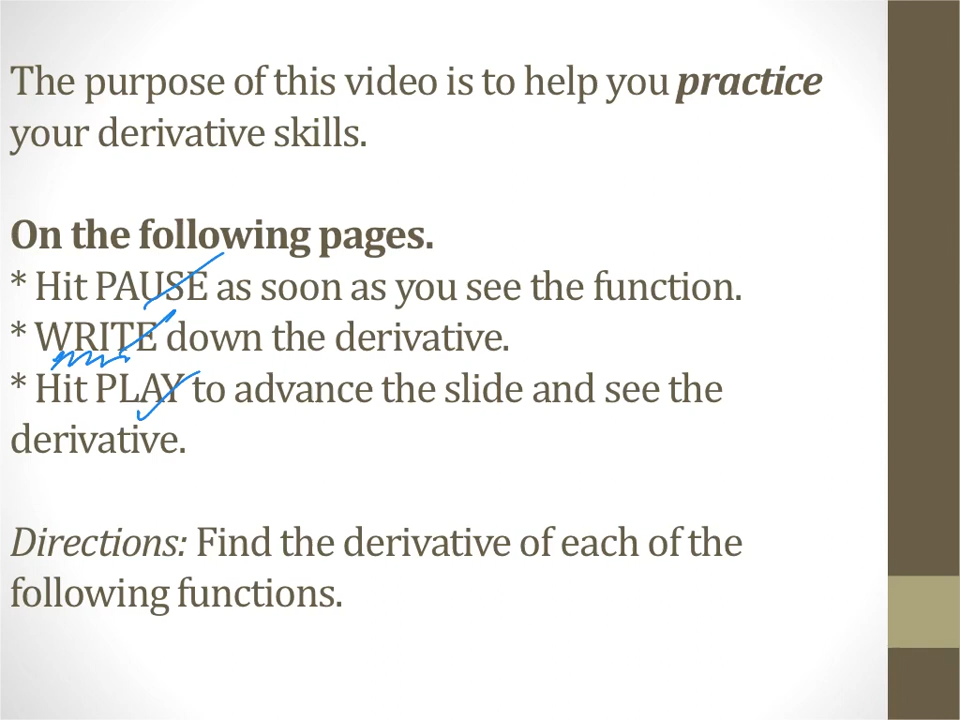 The purpose of this video is to help you practice
your derivative skills.
On the following pages.
* Hit PAUSE as soon as you see the function.
* WRITE down the derivative.
* Hit PLAY to advance the slide and see the
derivative.
Directions: Find the derivative of each of the
following functions.